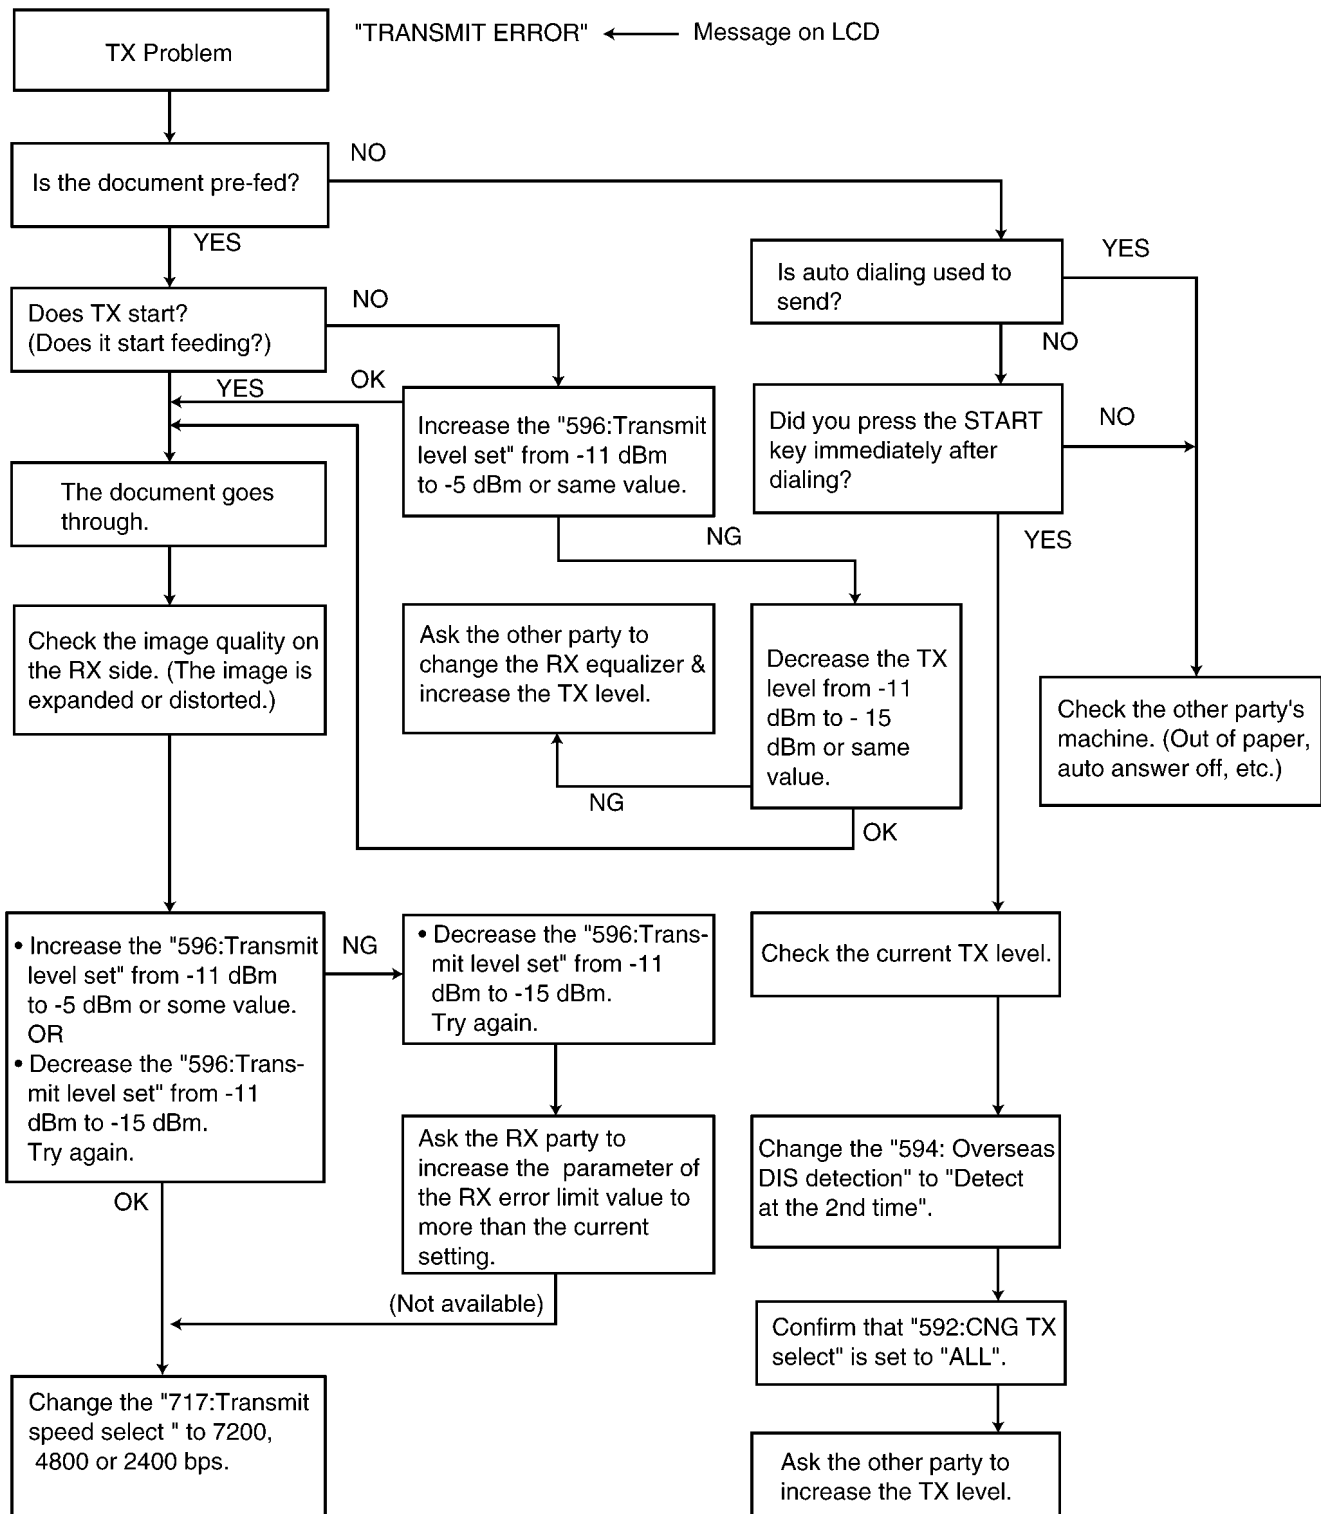 TX Problem
"TRANSMIT ERROR"
Message on LCD
Is the document pre-fed?
NO
YES
Is auto dialing used to
send?
YES
NO
Does TX start?
(Does it start feeding?)
NO
YES
OK
Increase the "596:Transmit
level set" from -11 dBm
to -5 dBm or same value.
NG
Did you press the START
key immediately after
dialing?
NO
YES
The document goes
through.
Check the image quality on
the RX side. (The image is
expanded or distorted.)
Ask the other party to
change the RX equalizer &
increase the TX level.
NG
Decrease the TX
level from -11
dBm to - 15
dBm or same
value.
OK
Check the other party's
machine. (Out of paper,
auto answer off, etc.)
• Increase the "596:Transmit
level set" from -11 dBm
to -5 dBm or some value.
OR
• Decrease the "596:Trans-
mit level set" from -11
dBm to -15 dBm.
Try again.
NG
OK
• Decrease the "596:Trans-
mit level set" from -11
dBm to -15 dBm.
Try again.
Ask the RX party to
increase the parameter of
the RX error limit value to
more than the current
setting.
(Not available)
Change the "717:Transmit
speed select " to 7200,
4800 or 2400 bps.
Check the current TX level.
Change the "594: Overseas
DIS detection" to "Detect
at the 2nd time".
Confirm that "592:CNG TX
select" is set to "ALL".
Ask the other party to
increase the TX level.